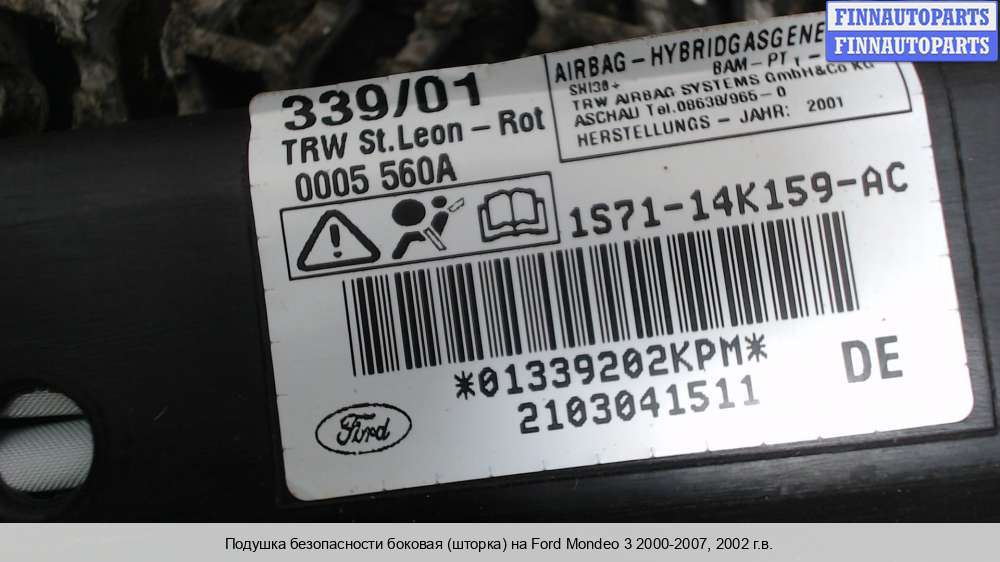 FINNAUTOPARTS
FINNAUTOPARTS
339/01
TRW St.Leon - Rot
0005 560A
AIRBAG - HYBRIDGASGENE
BAM - PT
TRW AIRBAG SYSTEMS GmbH&Co KG
ASCHAU Tel.08638/965-0
HERSTELLUNGS - JAHR: 2001
1S71-14K159-AC
*01339202KPM*
2103041511
DE
Ford
Подушка безопасности боковая (шторка) на Ford Mondeo 3 2000-2007, 2002 г.в.